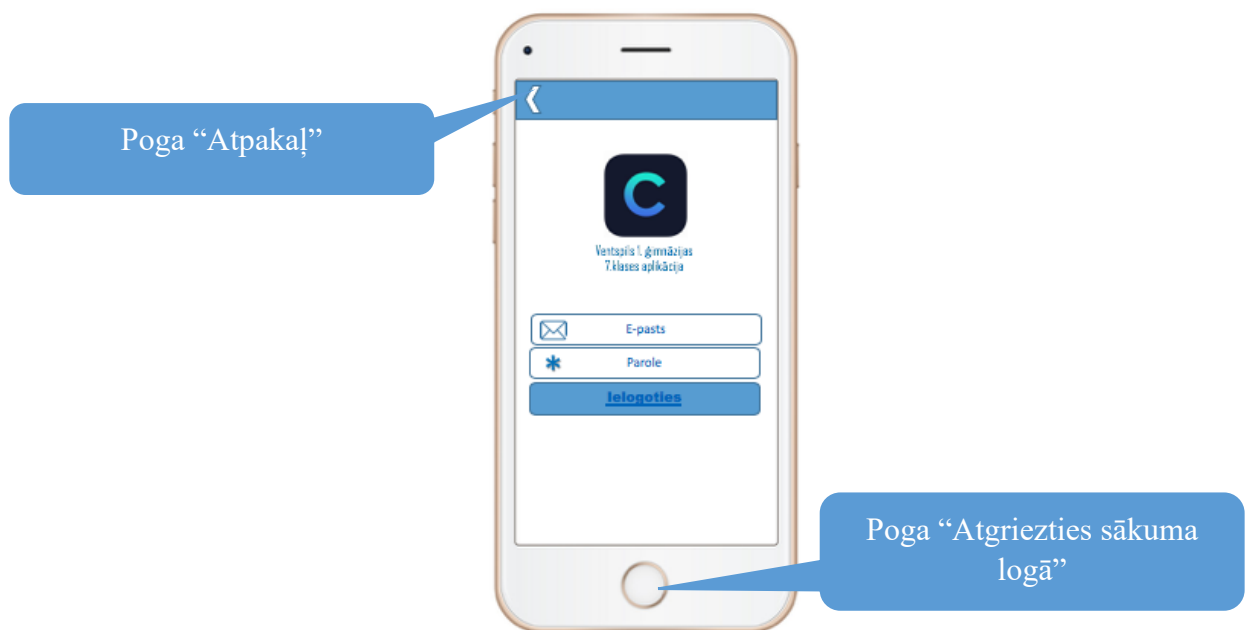 Poga “Atpakaļ”
C
Ventspils 1. ģimnāzijas
7.klases aplikācija
E-pasts
Parole
Ielogoties
Poga “Atgriezties sākuma
logā”